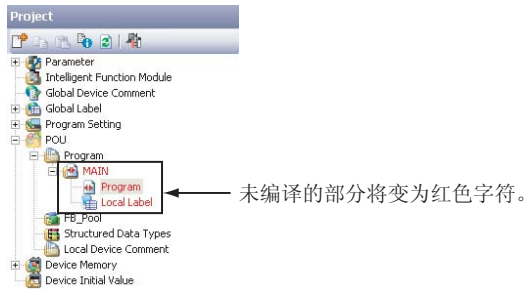 Project
Parameter
Intelligent Function Module
Global Device Comment
Global Label
Program Setting
POU
Program
MAIN
Program
Local Label
未编译的部分将变为红色字符。
FB_Pool
Structured Data Types
Local Device Comment
Device Memory
Device Initial Value